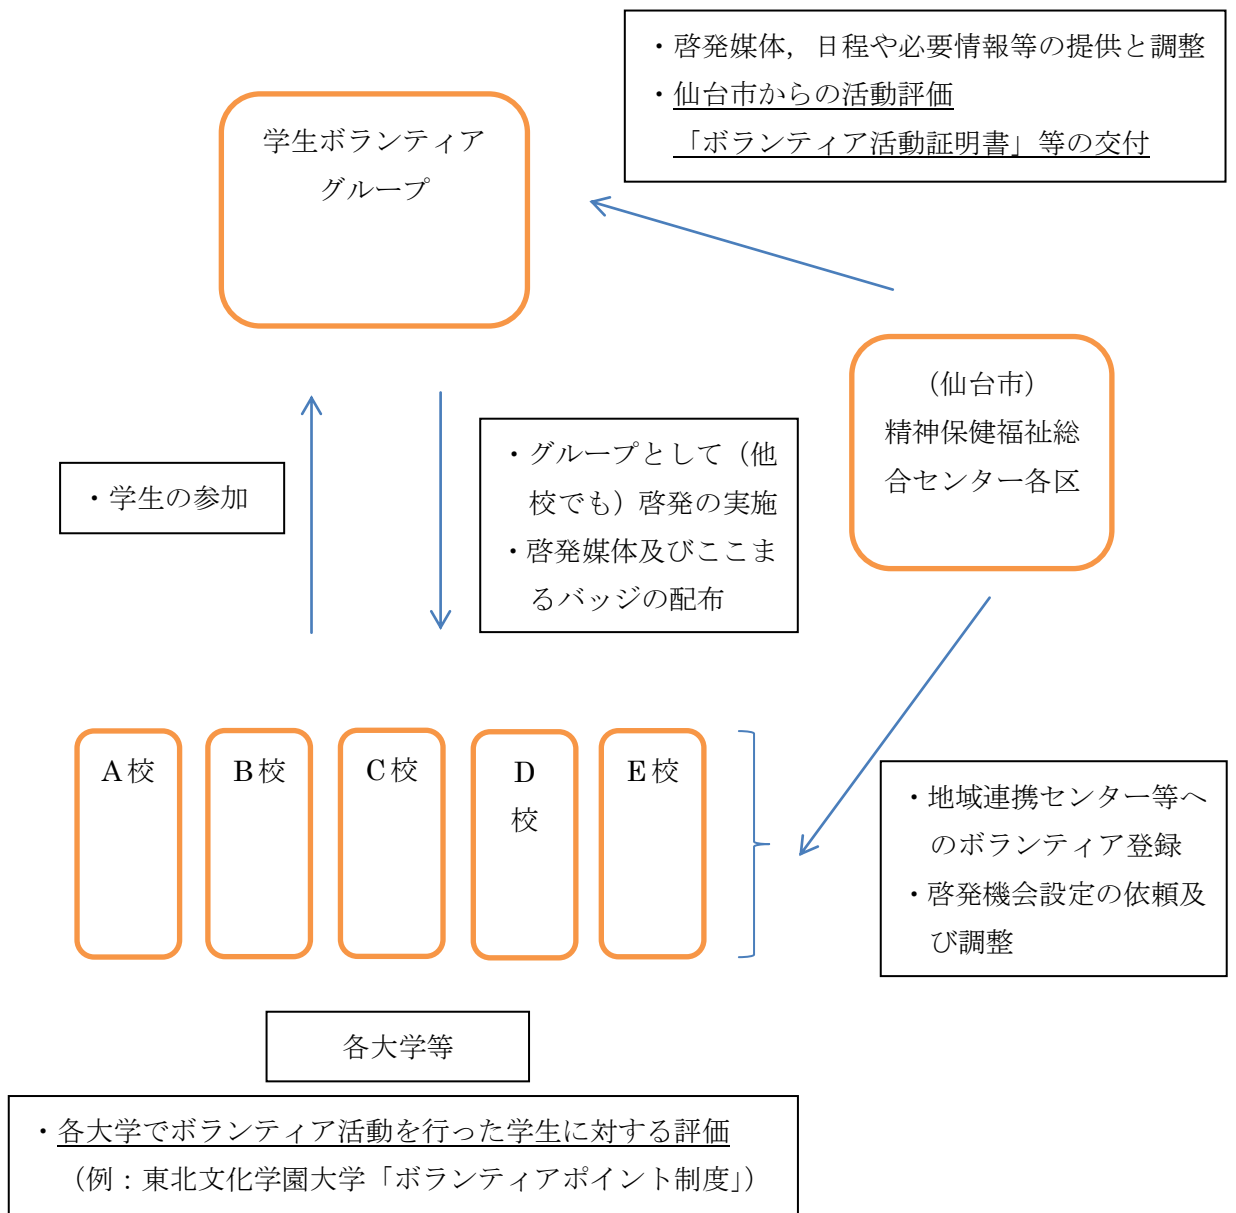 ・啓発媒体，日程や必要情報等の提供と調整
・仙台市からの活動評価
「ボランティア活動証明書」等の交付
学生ボランティア
グループ
（仙台市）
精神保健福祉総
合センター各区
・学生の参加
・グループとして（他
校でも）啓発の実施
・啓発媒体及びここま
るバッジの配布
A校
B校
C校
D
校
E校
・地域連携センター等へ
のボランティア登録
・啓発機会設定の依頼及
び調整
各大学等
・各大学でボランティア活動を行った学生に対する評価
（例：東北文化学園大学「ボランティアポイント制度」）